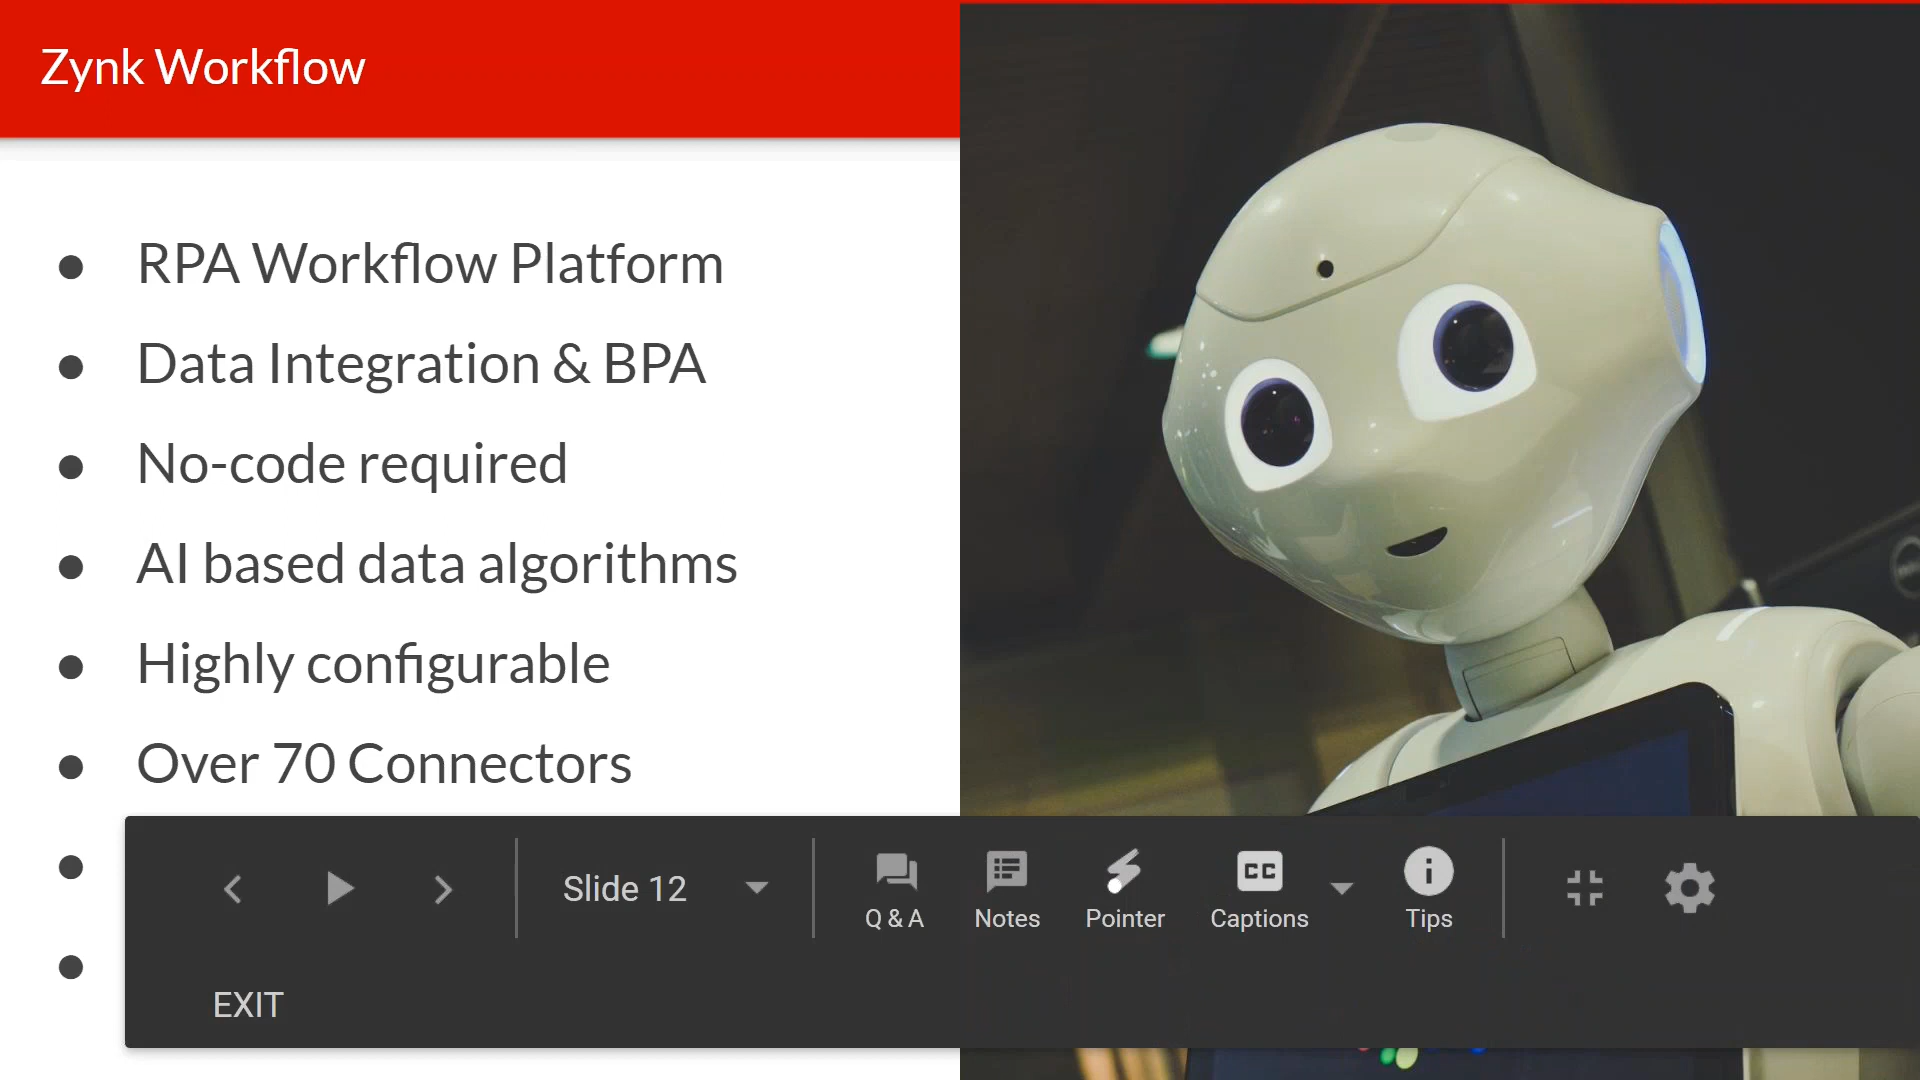 Zynk Workflow
● RPA Workflow Platform
● Data Integration & BPA
● No-code required
● AI based data algorithms
● Highly configurable
● Over 70 Connectors
●
●
Slide 12
Q & A
Notes
Pointer
CC
Captions
Tips
EXIT